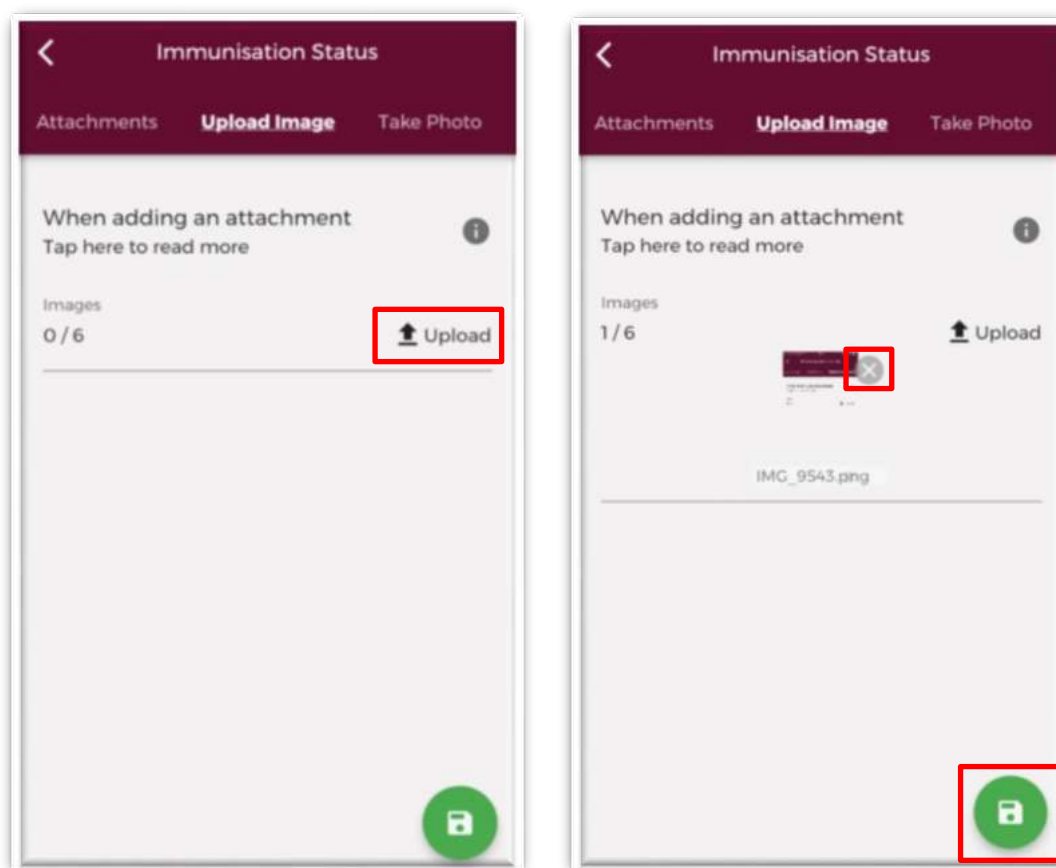 Immunisation Status
Attachments Upload Image Take Photo
When adding an attachment
Tap here to read more
Images
0 / 6 Upload
Immunisation Status
Attachments Upload Image Take Photo
When adding an attachment
Tap here to read more
Images
1 / 6 Upload
IMG_9543.png